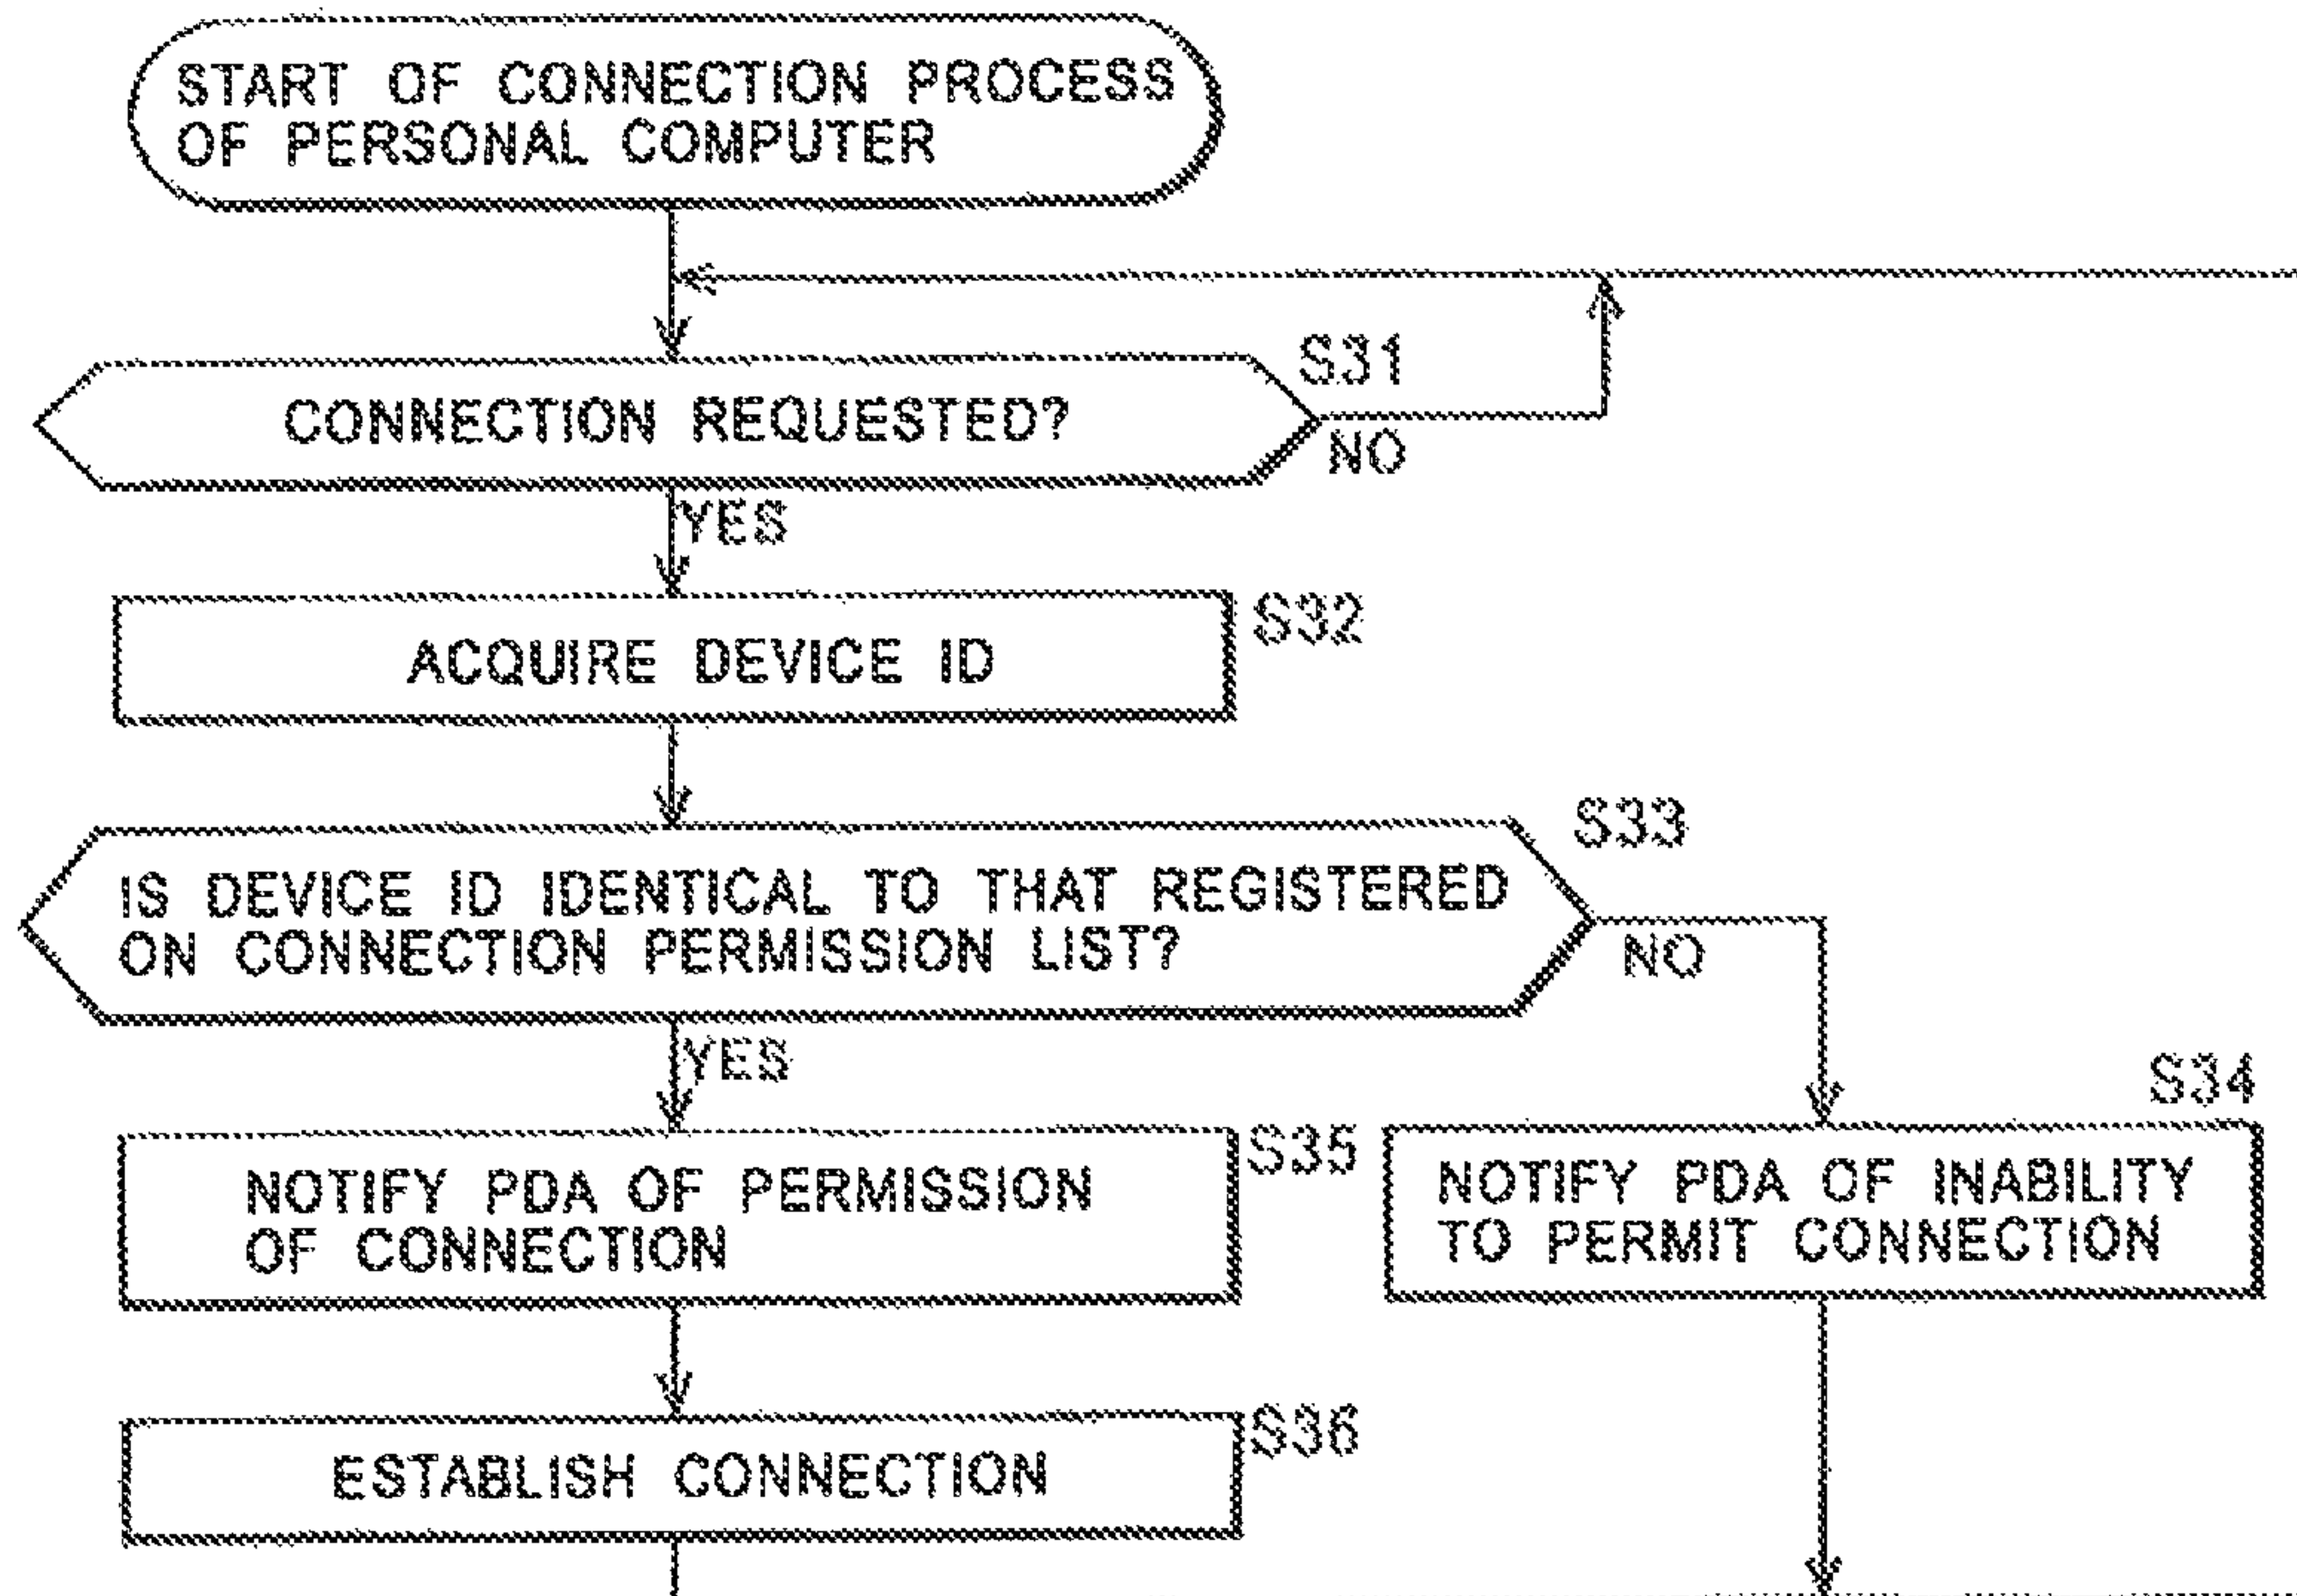 START OF CONNECTION PROCESS
OF PERSONAL COMPUTER
S31
CONNECTION REQUESTED?
NO
YES
S32
ACQUIRE DEVICE ID
S33
IS DEVICE ID IDENTICAL TO THAT REGISTERED
ON CONNECTION PERMISSION LIST?
NO
YES
S34
S35
NOTIFY PDA OF PERMISSION
OF CONNECTION
NOTIFY PDA OF INABILITY
TO PERMIT CONNECTION
S36
ESTABLISH CONNECTION